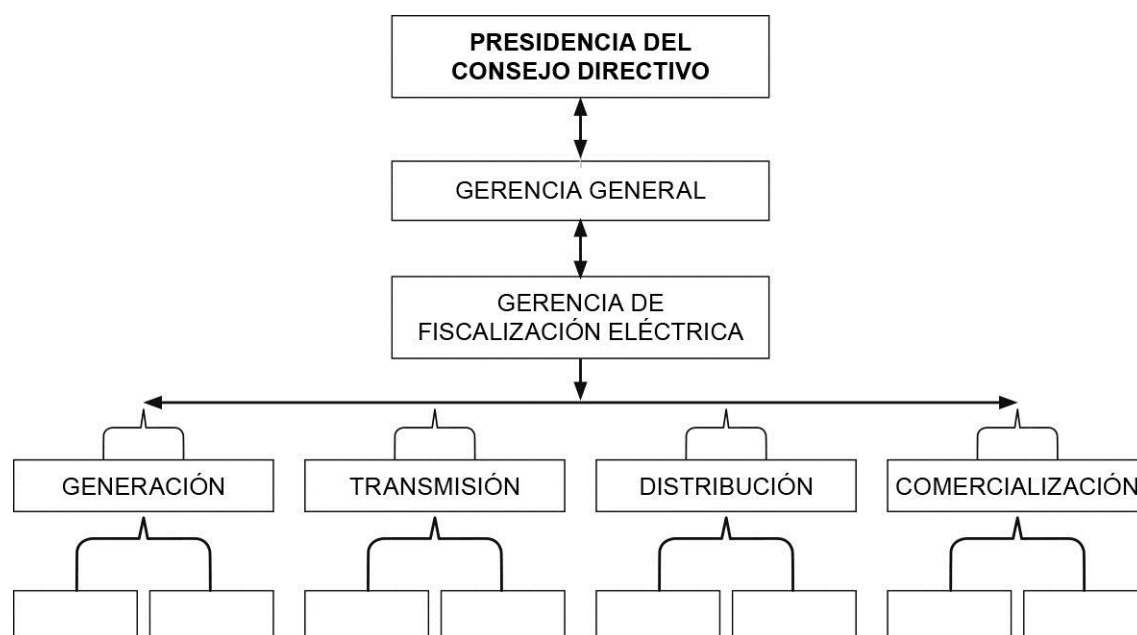 PRESIDENCIA DEL
CONSEJO DIRECTIVO
GERENCIA GENERAL
GERENCIA DE
FISCALIZACIÓN ELÉCTRICA
GENERACIÓN
TRANSMISIÓN
DISTRIBUCIÓN
COMERCIALIZACIÓN